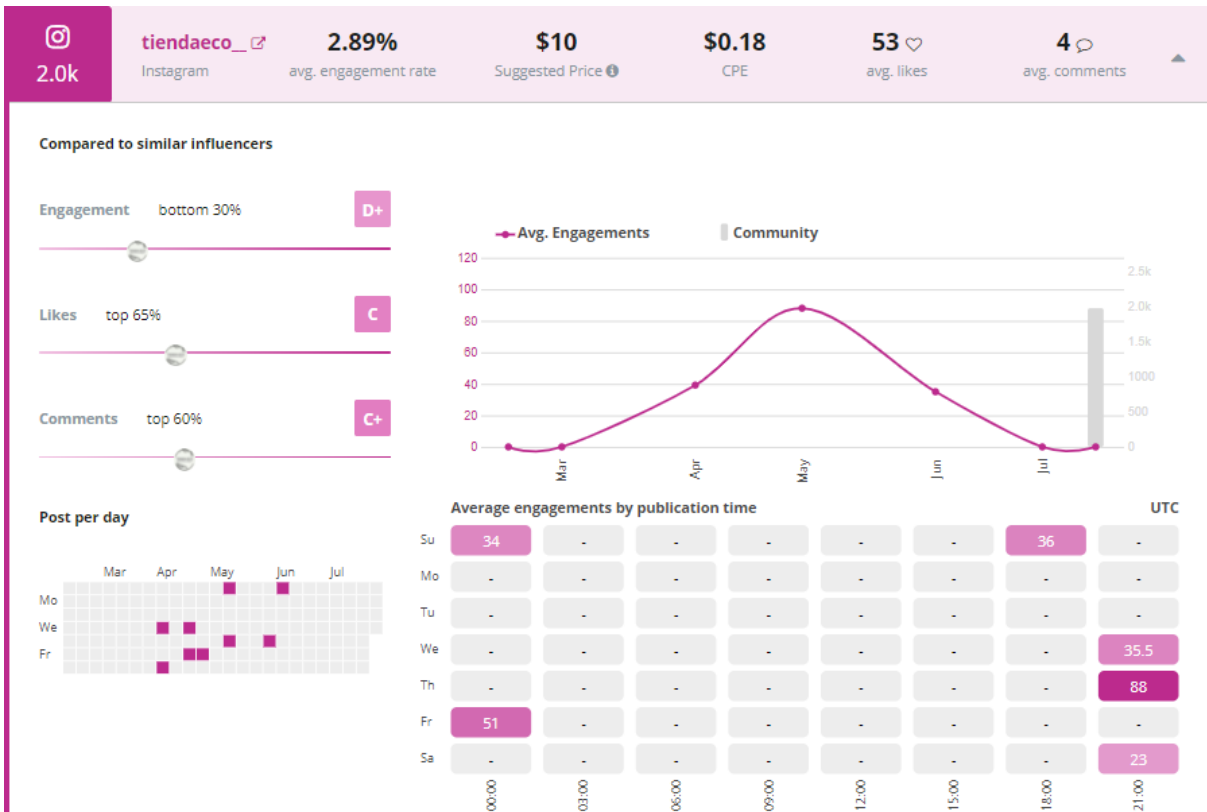 2.0k
tiendaeco__
Instagram
2.89%
avg. engagement rate
$10
Suggested Price
$0.18
CPE
53
avg. likes
4
avg. comments
Compared to similar influencers
Engagement bottom 30% D+
Likes top 65% C
Comments top 60% C+
Avg. Engagements Community
120
100
80
60
40
20
0
2.5k
2.0k
1.5k
1000
500
0
Mar Apr May Jun Jul
Post per day
Mar Apr May Jun Jul
Mo
We
Fr
Average engagements by publication time UTC
Su 34 - - - - - 36 -
Mo - - - - - - - -
Tu - - - - - - - -
We - - - - - - - 35.5
Th - - - - - - - 88
Fr 51 - - - - - - -
Sa - - - - - - - 23
00:00 03:00 06:00 09:00 12:00 15:00 18:00 21:00